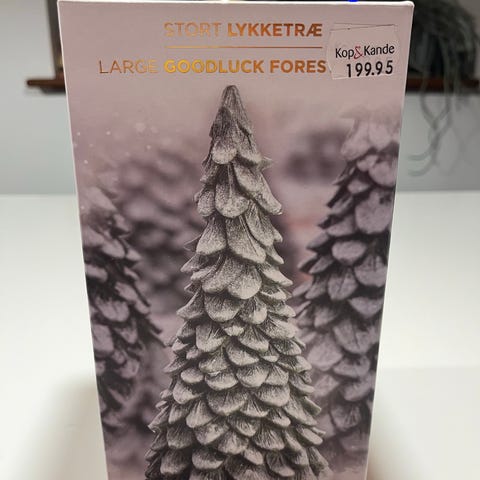 STORT LYKKETRÆ
Kop&Kande
199.95
LARGE GOODLUCK FORES